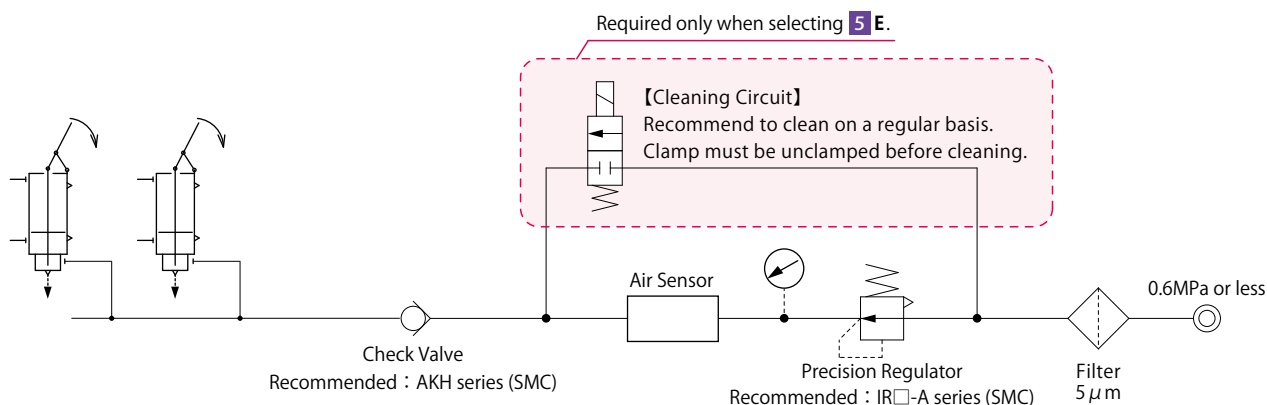 Required only when selecting 5 E.
【Cleaning Circuit】
Recommend to clean on a regular basis.
Clamp must be unclamped before cleaning.
Air Sensor
0.6MPa or less
Check Valve
Recommended：AKH series (SMC)
Precision Regulator
Recommended：IR□-A series (SMC)
Filter
5μm